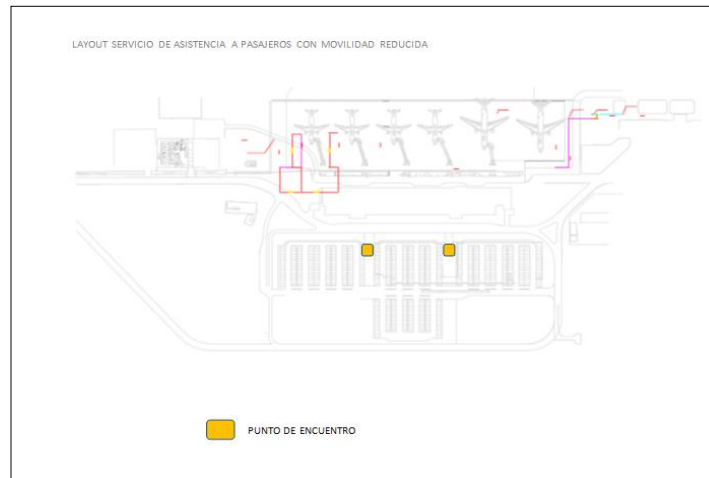 LAYOUT SERVICIO DE ASISTENCIA A PASAJEROS CON MOVILIDAD REDUCIDA
PUNTO DE ENCUENTRO